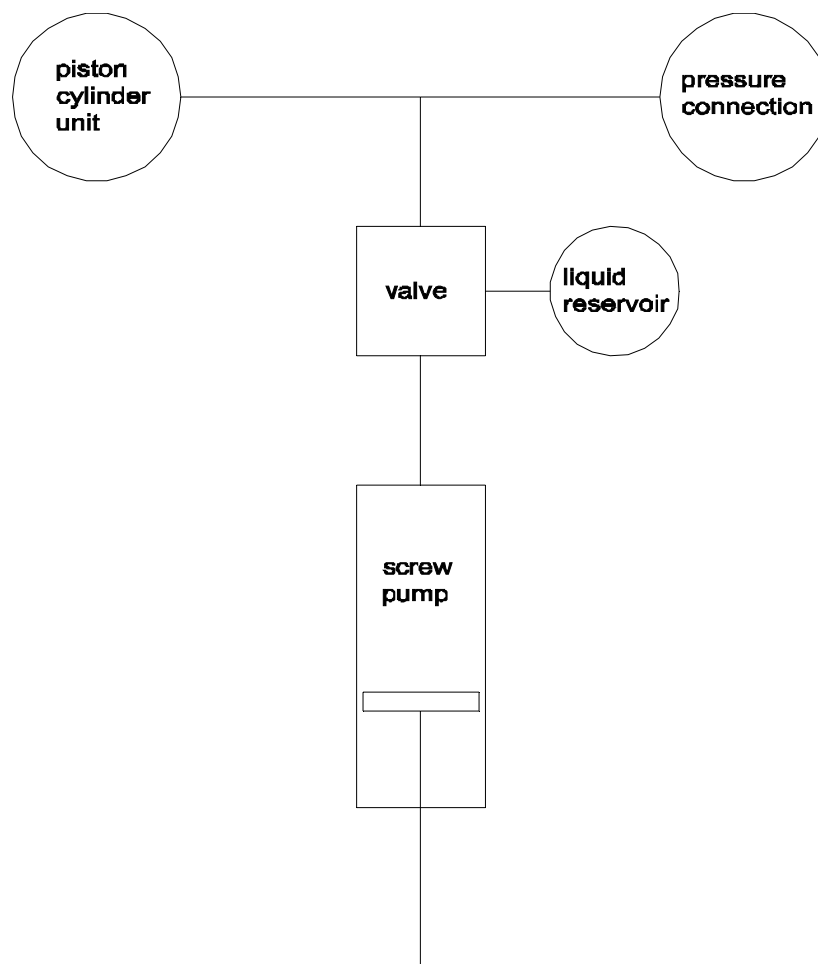 piston
cylinder
unit
pressure
connection
valve
liquid
reservoir
screw
pump